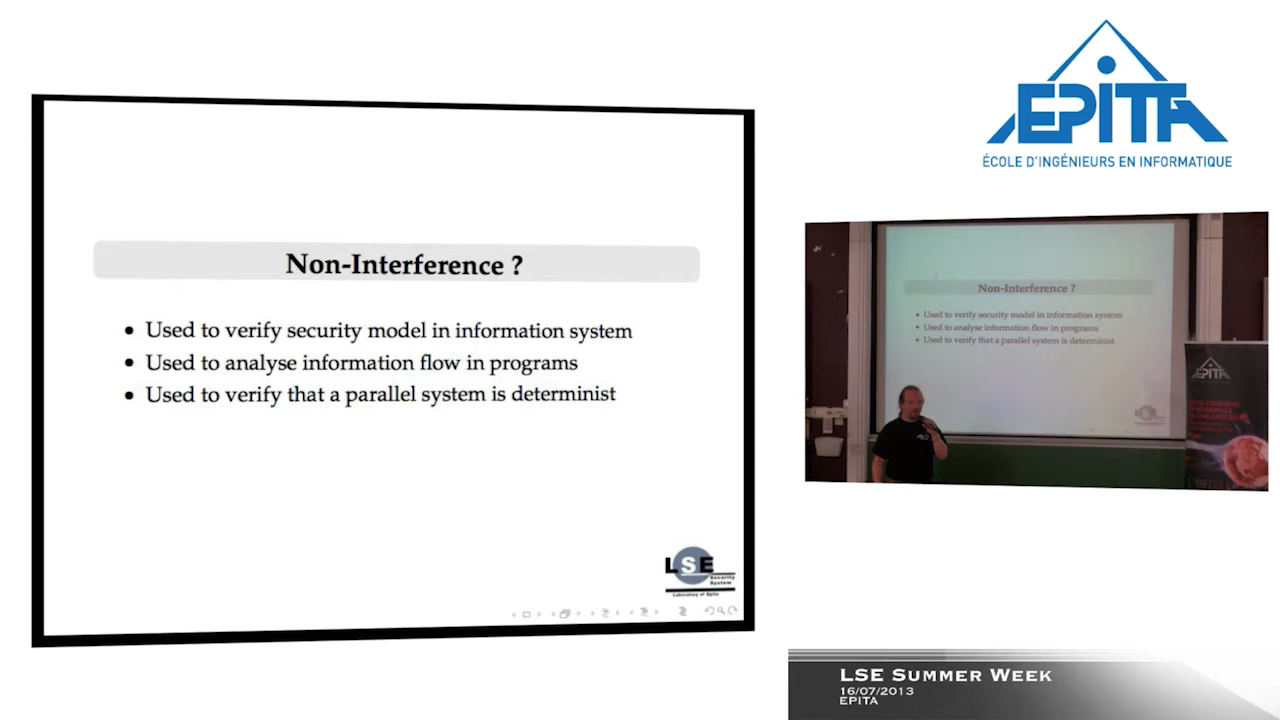 EPITA
ÉCOLE D'INGÉNIEURS EN INFORMATIQUE
Non-Interference ?
• Used to verify security model in information system
• Used to analyse information flow in programs
• Used to verify that a parallel system is determinist
LSE
Security
System
Laboratory of Epita
Non-Interference ?
• Used to verify security model in information system
• Used to analyse information flow in programs
• Used to verify that a parallel system is determinist
EPITA
LSE SUMMER WEEK
16/07/2013
EPITA